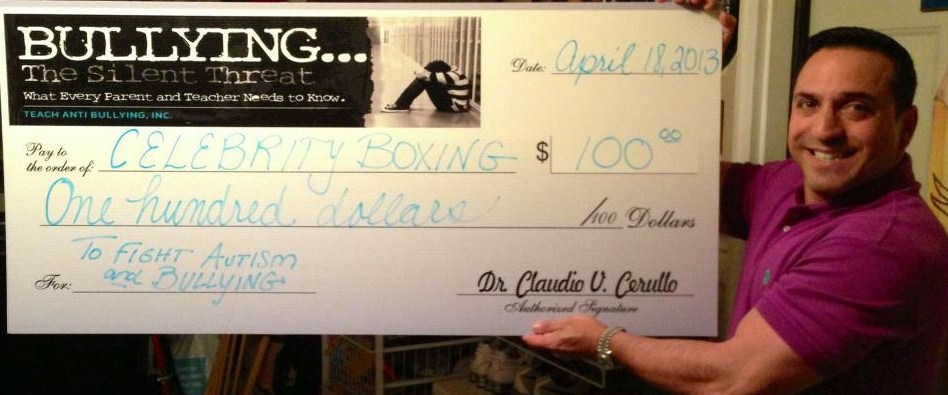 BULLYING...
The Silent Threat
What Every Parent and Teacher Needs to Know.
TEACH ANTI BULLYING, INC.
Date: April 18, 2013
Pay to
the order of: CELEBRITY BOXING $ 100 00
One hundred dollars /100 Dollars
To FIGHT AUTISM
For: and BULLYING
Dr. Claudio V. Cerullo
Authorized Signature